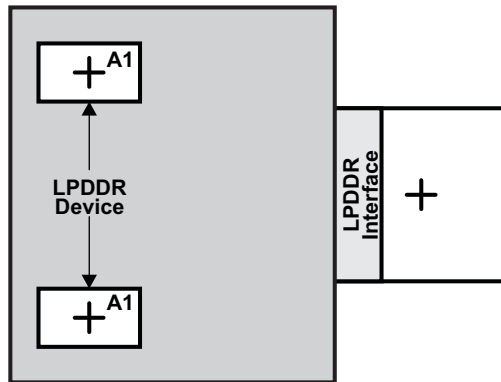 A1
LPDDR
Device
LPDDR
Interface
A1